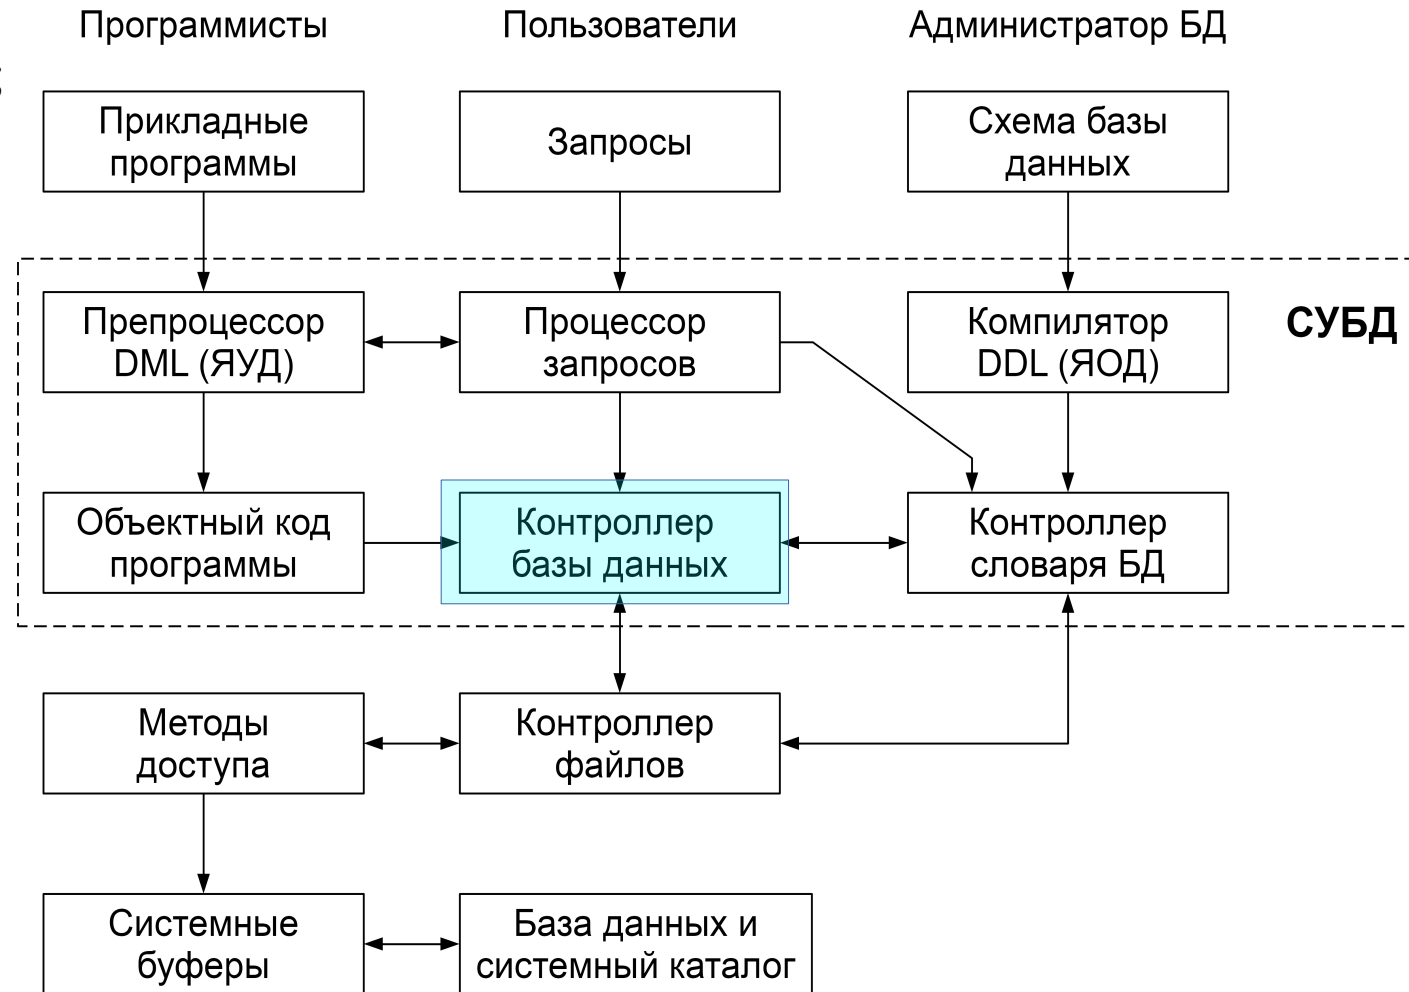 Программисты
Пользователи
Администратор БД
Прикладные
программы
Запросы
Схема базы
данных
Препроцессор
DML (ЯУД)
Процессор
запросов
Компилятор
DDL (ЯОД)
СУБД
Объектный код
программы
Контроллер
базы данных
Контроллер
словаря БД
Методы
доступа
Контроллер
файлов
Системные
буферы
База данных и
системный каталог